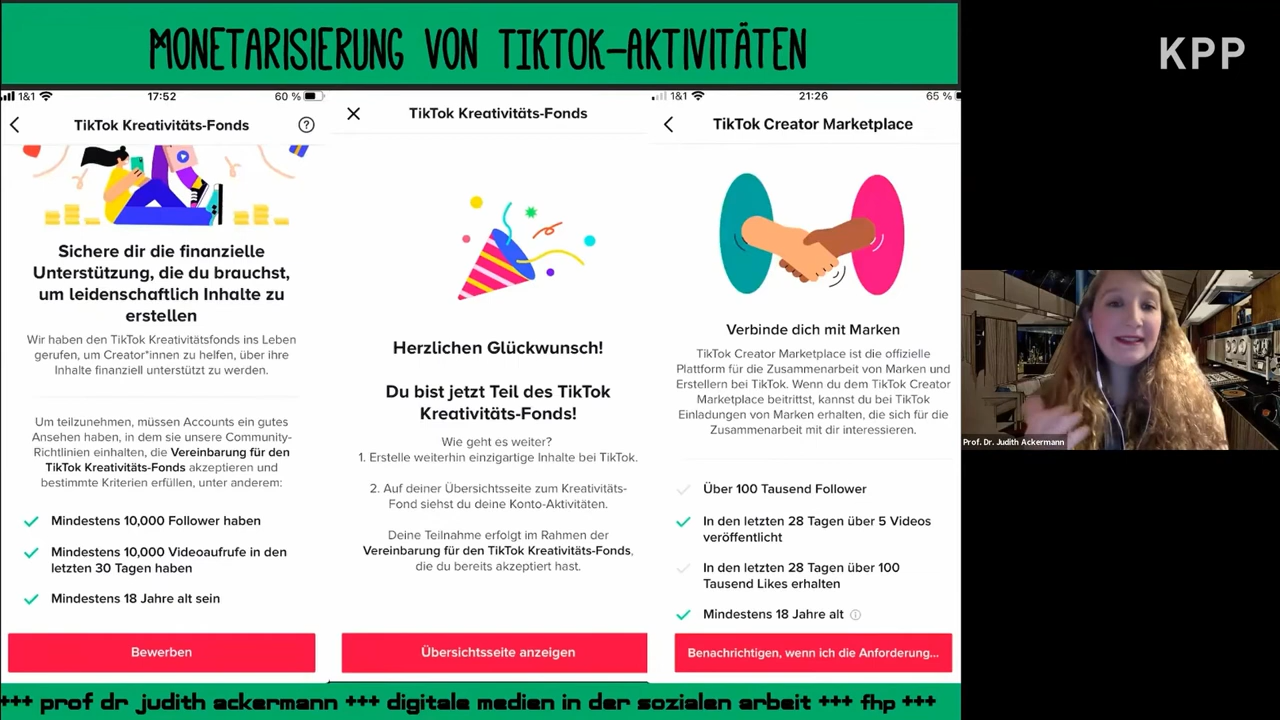 MONETARISIERUNG VON TIKTOK-AKTIVITÄTEN
KPP
1&1 17:52 60 %
TikTok Kreativitäts-Fonds
Sichere dir die finanzielle
Unterstützung, die du brauchst,
um leidenschaftlich Inhalte zu
erstellen
Wir haben den TikTok Kreativitätsfonds ins Leben
gerufen, um Creator*innen zu helfen, über ihre
Inhalte finanziell unterstützt zu werden.
Um teilzunehmen, müssen Accounts ein gutes
Ansehen haben, in dem sie unsere Community-
Richtlinien einhalten, die Vereinbarung für den
TikTok Kreativitäts-Fonds akzeptieren und
bestimmte Kriterien erfüllen, unter anderem:
Mindestens 10,000 Follower haben
Mindestens 10,000 Videoaufrufe in den
letzten 30 Tagen haben
Mindestens 18 Jahre alt sein
Bewerben
TikTok Kreativitäts-Fonds
Herzlichen Glückwunsch!
Du bist jetzt Teil des TikTok
Kreativitäts-Fonds!
Wie geht es weiter?
1. Erstelle weiterhin einzigartige Inhalte bei TikTok.
2. Auf deiner Übersichtsseite zum Kreativitäts-
Fond siehst du deine Konto-Aktivitäten.
Deine Teilnahme erfolgt im Rahmen der
Vereinbarung für den TikTok Kreativitäts-Fonds,
die du bereits akzeptiert hast.
Übersichtsseite anzeigen
1&1 21:26 65 %
TikTok Creator Marketplace
Verbinde dich mit Marken
TikTok Creator Marketplace ist die offizielle
Plattform für die Zusammenarbeit von Marken und
Erstellern bei TikTok. Wenn du dem TikTok Creator
Marketplace beitrittst, kannst du bei TikTok
Einladungen von Marken erhalten, die sich für die
Zusammenarbeit mit dir interessieren.
Über 100 Tausend Follower
In den letzten 28 Tagen über 5 Videos
veröffentlicht
In den letzten 28 Tagen über 100
Tausend Likes erhalten
Mindestens 18 Jahre alt
Benachrichtigen, wenn ich die Anforderung...
Prof. Dr. Judith Ackermann
+++ prof dr judith ackermann +++ digitale medien in der sozialen arbeit +++ fhp +++